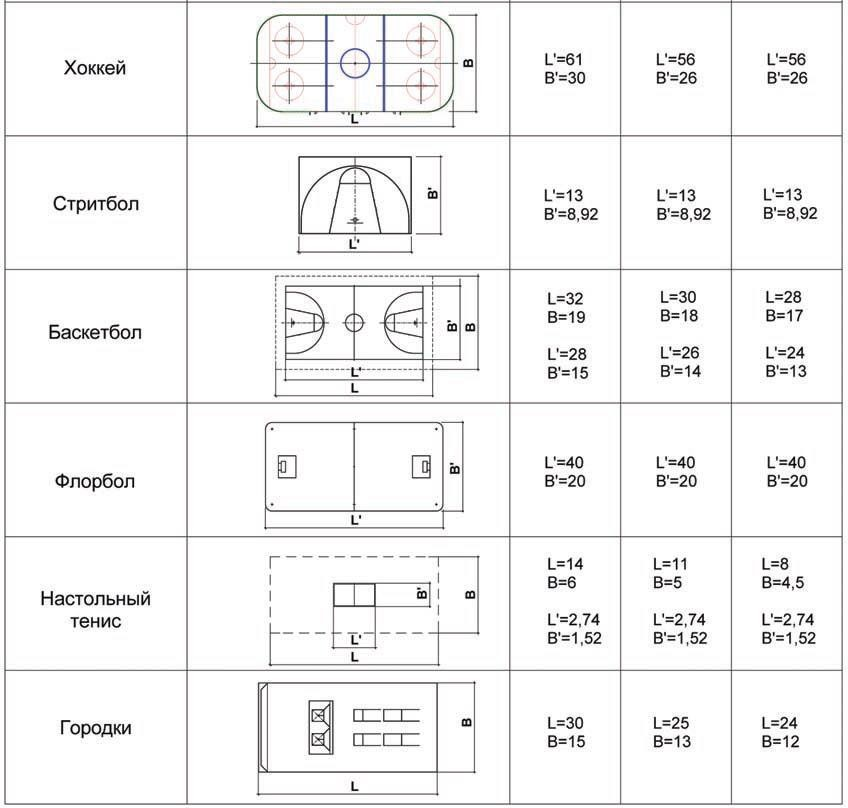 Хоккей
B
L
L'=61
B'=30
L'=56
B'=26
L'=56
B'=26
Стритбол
B'
L'
L'=13
B'=8,92
L'=13
B'=8,92
L'=13
B'=8,92
Баскетбол
B'
B
L'
L
L=32
B=19
L'=28
B'=15
L=30
B=18
L'=26
B'=14
L=28
B=17
L'=24
B'=13
Флорбол
B'
L'
L'=40
B'=20
L'=40
B'=20
L'=40
B'=20
Настольный
тенис
B'
B
L'
L
L=14
B=6
L'=2,74
B'=1,52
L=11
B=5
L'=2,74
B'=1,52
L=8
B=4,5
L'=2,74
B'=1,52
Городки
B
L
L=30
B=15
L=25
B=13
L=24
B=12